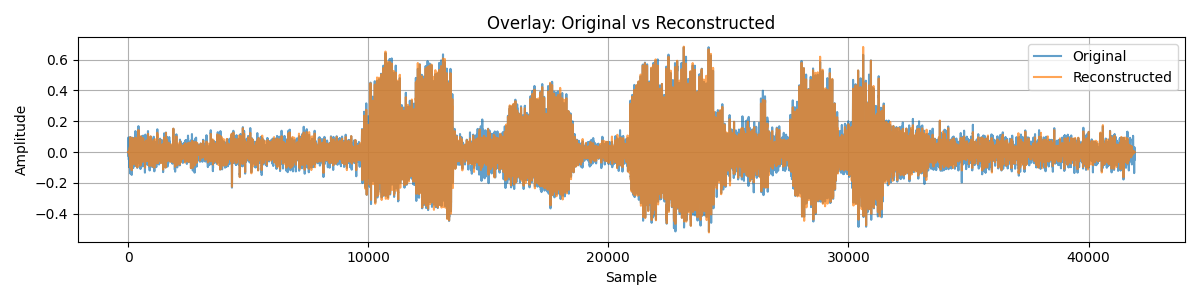 Overlay: Original vs Reconstructed
Original
Reconstructed
Amplitude
0.6
0.4
0.2
0.0
−0.2
−0.4
0
10000
20000
30000
40000
Sample